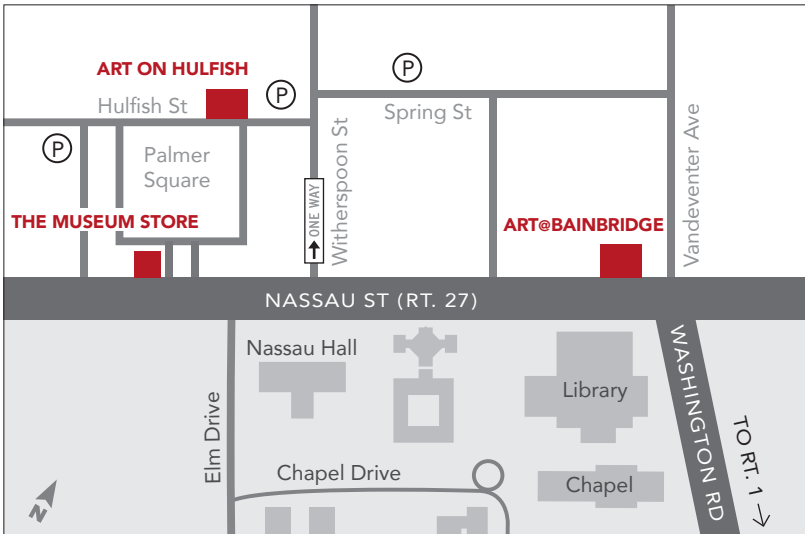 ART ON HULFISH
P
P
Hulfish St
Spring St
P
Palmer
Square
Witherspoon St
Vandeventer Ave
ONE WAY
THE MUSEUM STORE
ART@BAINBRIDGE
NASSAU ST (RT. 27)
Nassau Hall
Library
WASHINGTON RD
TO RT. 1
Elm Drive
Chapel Drive
Chapel
N